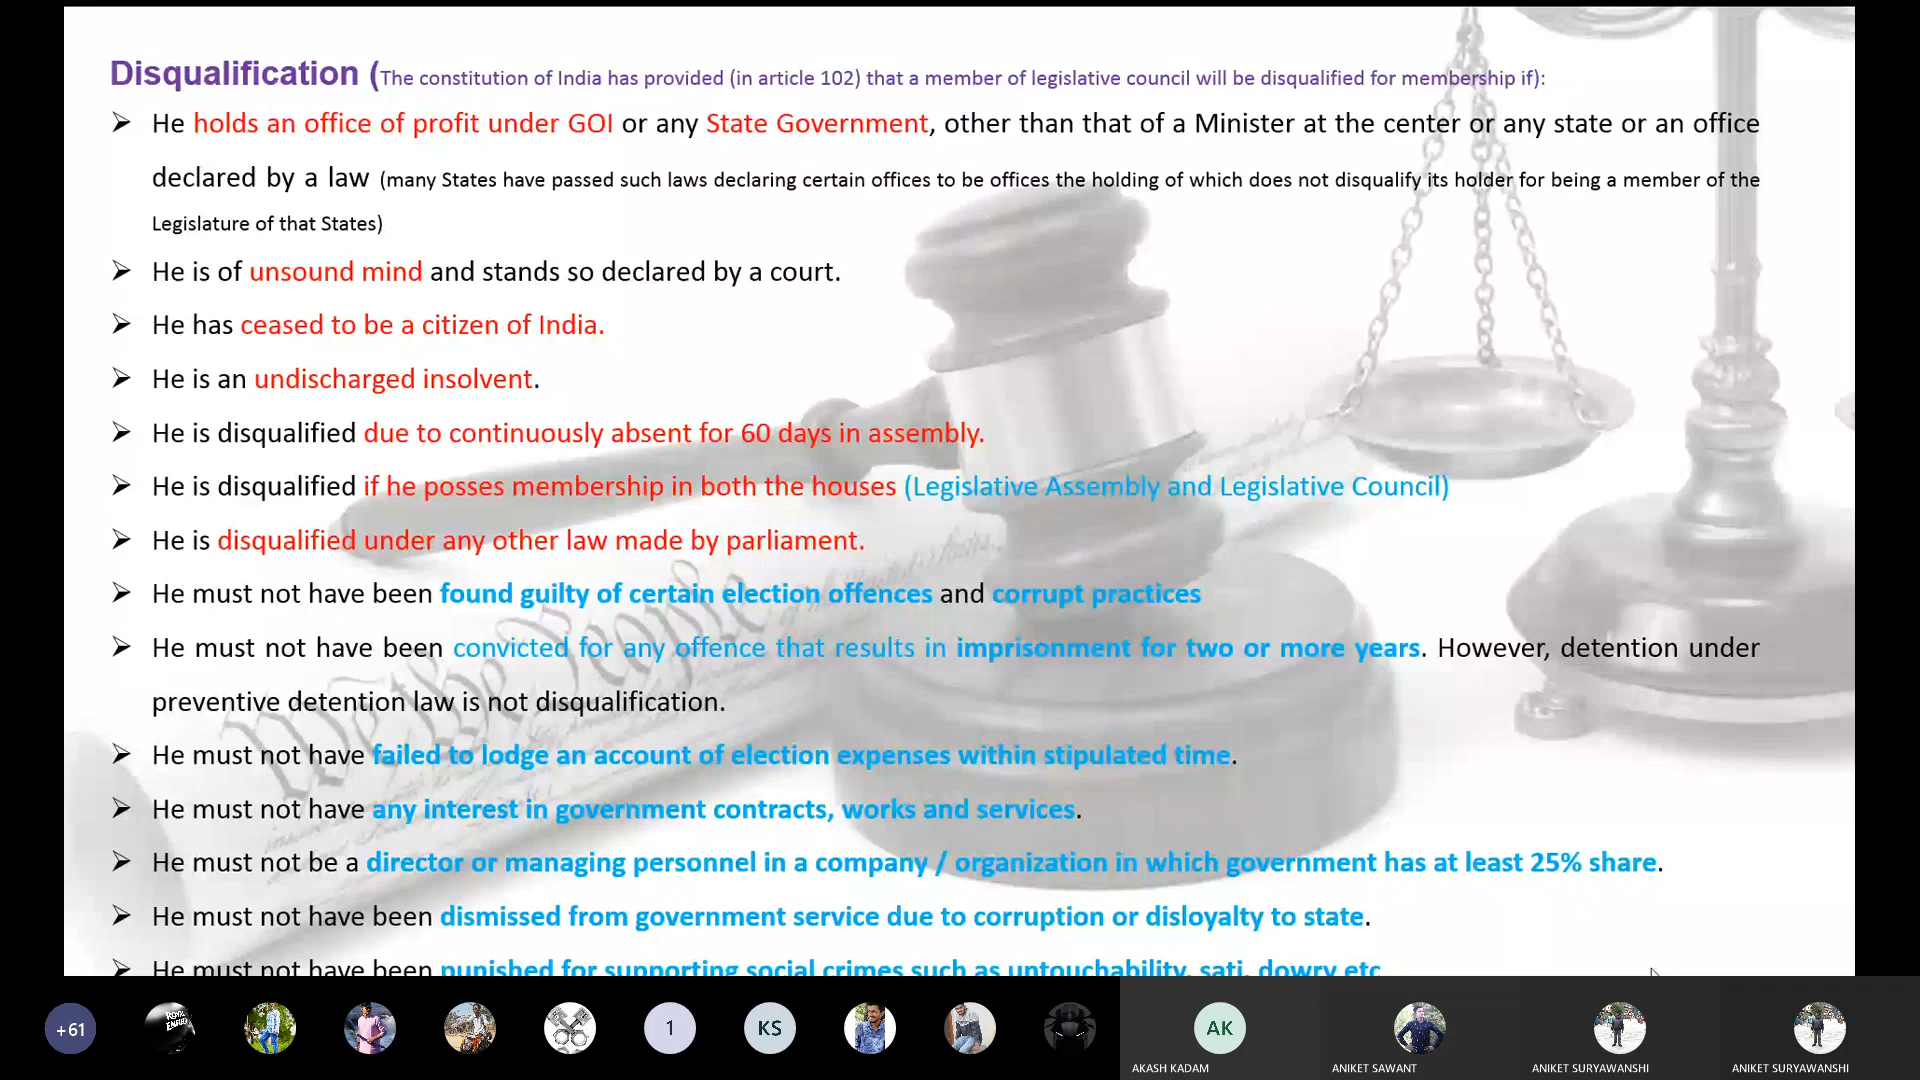 Disqualification (The constitution of India has provided (in article 102) that a member of legislative council will be disqualified for membership if):
➢ He holds an office of profit under GOI or any State Government, other than that of a Minister at the center or any state or an office
declared by a law (many States have passed such laws declaring certain offices to be offices the holding of which does not disqualify its holder for being a member of the
Legislature of that States)
➢ He is of unsound mind and stands so declared by a court.
➢ He has ceased to be a citizen of India.
➢ He is an undischarged insolvent.
➢ He is disqualified due to continuously absent for 60 days in assembly.
➢ He is disqualified if he posses membership in both the houses (Legislative Assembly and Legislative Council)
➢ He is disqualified under any other law made by parliament.
➢ He must not have been found guilty of certain election offences and corrupt practices
➢ He must not have been convicted for any offence that results in imprisonment for two or more years. However, detention under
preventive detention law is not disqualification.
➢ He must not have failed to lodge an account of election expenses within stipulated time.
➢ He must not have any interest in government contracts, works and services.
➢ He must not be a director or managing personnel in a company / organization in which government has at least 25% share.
➢ He must not have been dismissed from government service due to corruption or disloyalty to state.
➢ He must not have been punished for supporting social crimes such as untouchability, sati, dowry etc
We the People
+61
ROYAL ENFIELD
1
KS
AK
AKASH KADAM
ANIKET SAWANT
ANIKET SURYAWANSHI
ANIKET SURYAWANSHI